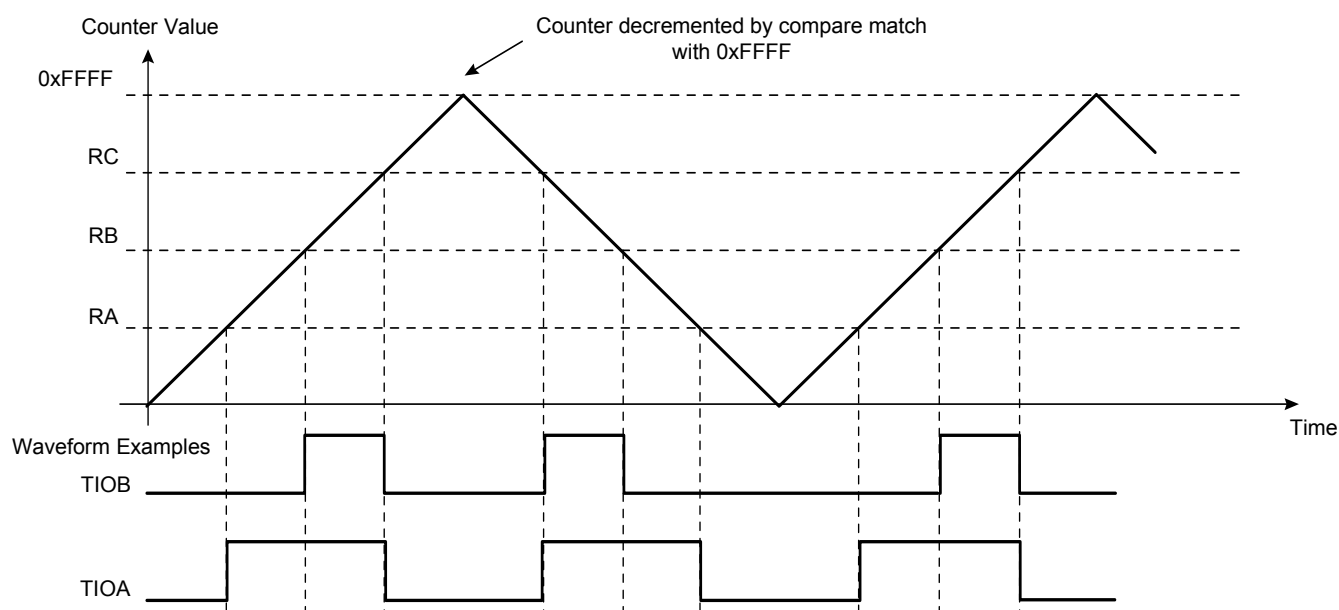 Counter Value
Counter decremented by compare match
with 0xFFFF
0xFFFF
RC
RB
RA
Time
Waveform Examples
TIOB
TIOA